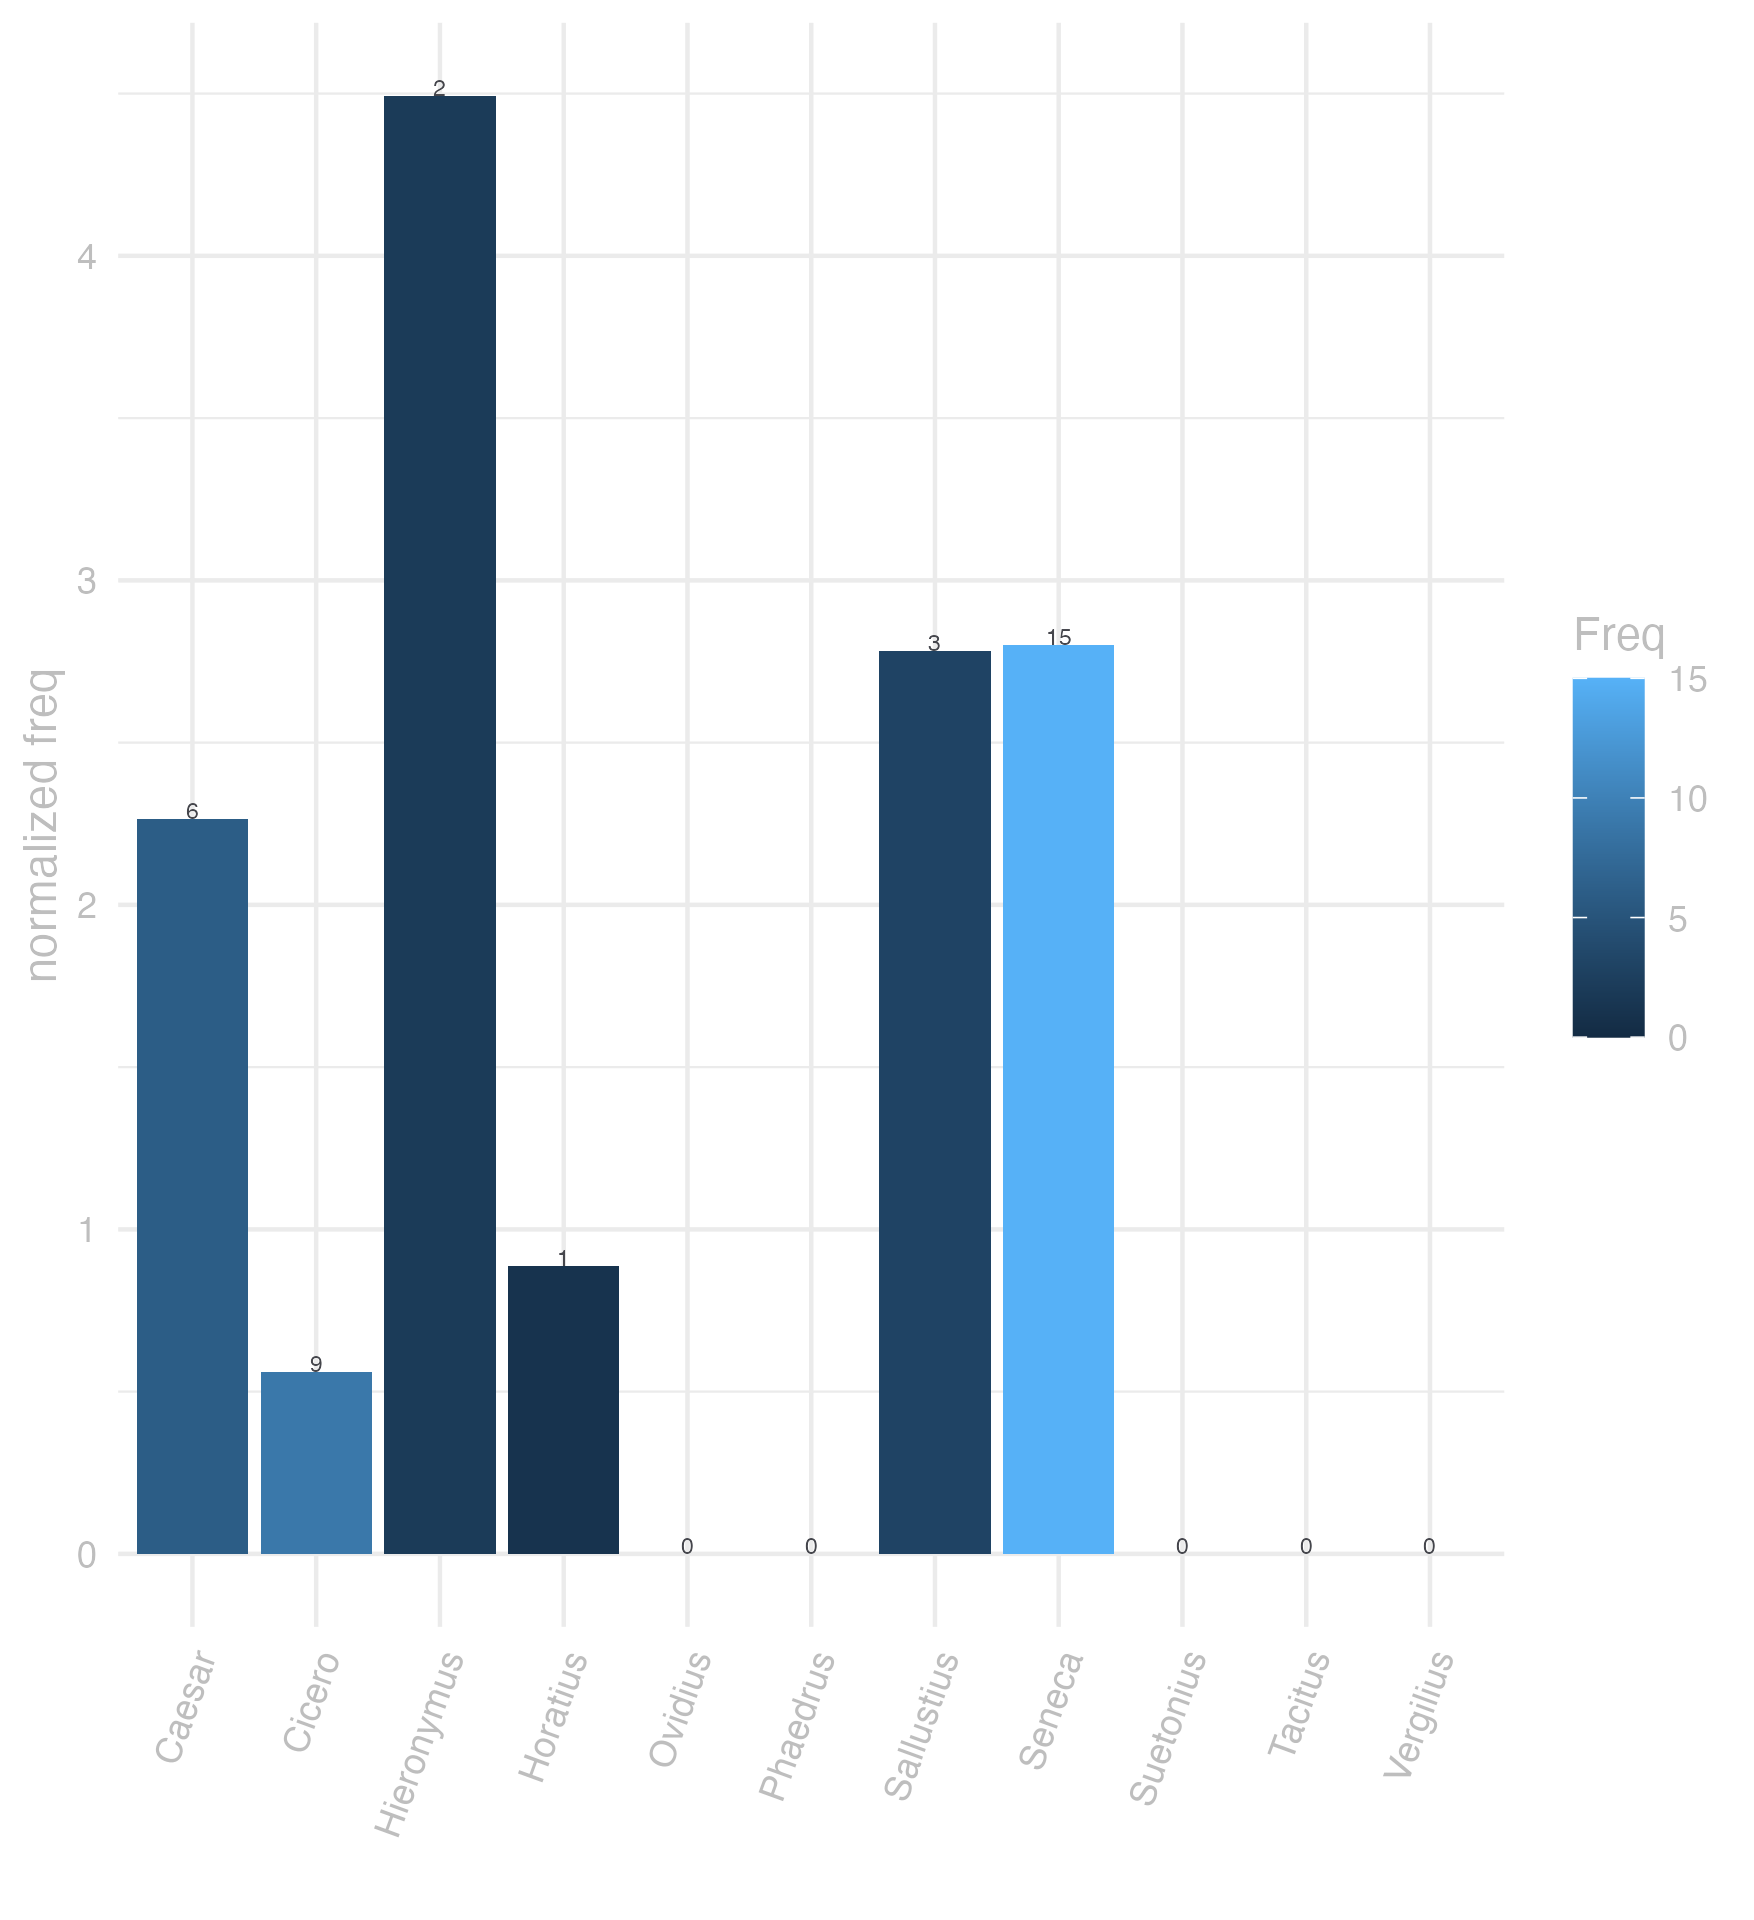 normalized freq
4
3
2
1
0
2
3
15
6
1
9
0
0
0
0
0
Caesar
Cicero
Hieronymus
Horatius
Ovidius
Phaedrus
Sallustius
Seneca
Suetonius
Tacitus
Vergilius
Freq
15
10
5
0